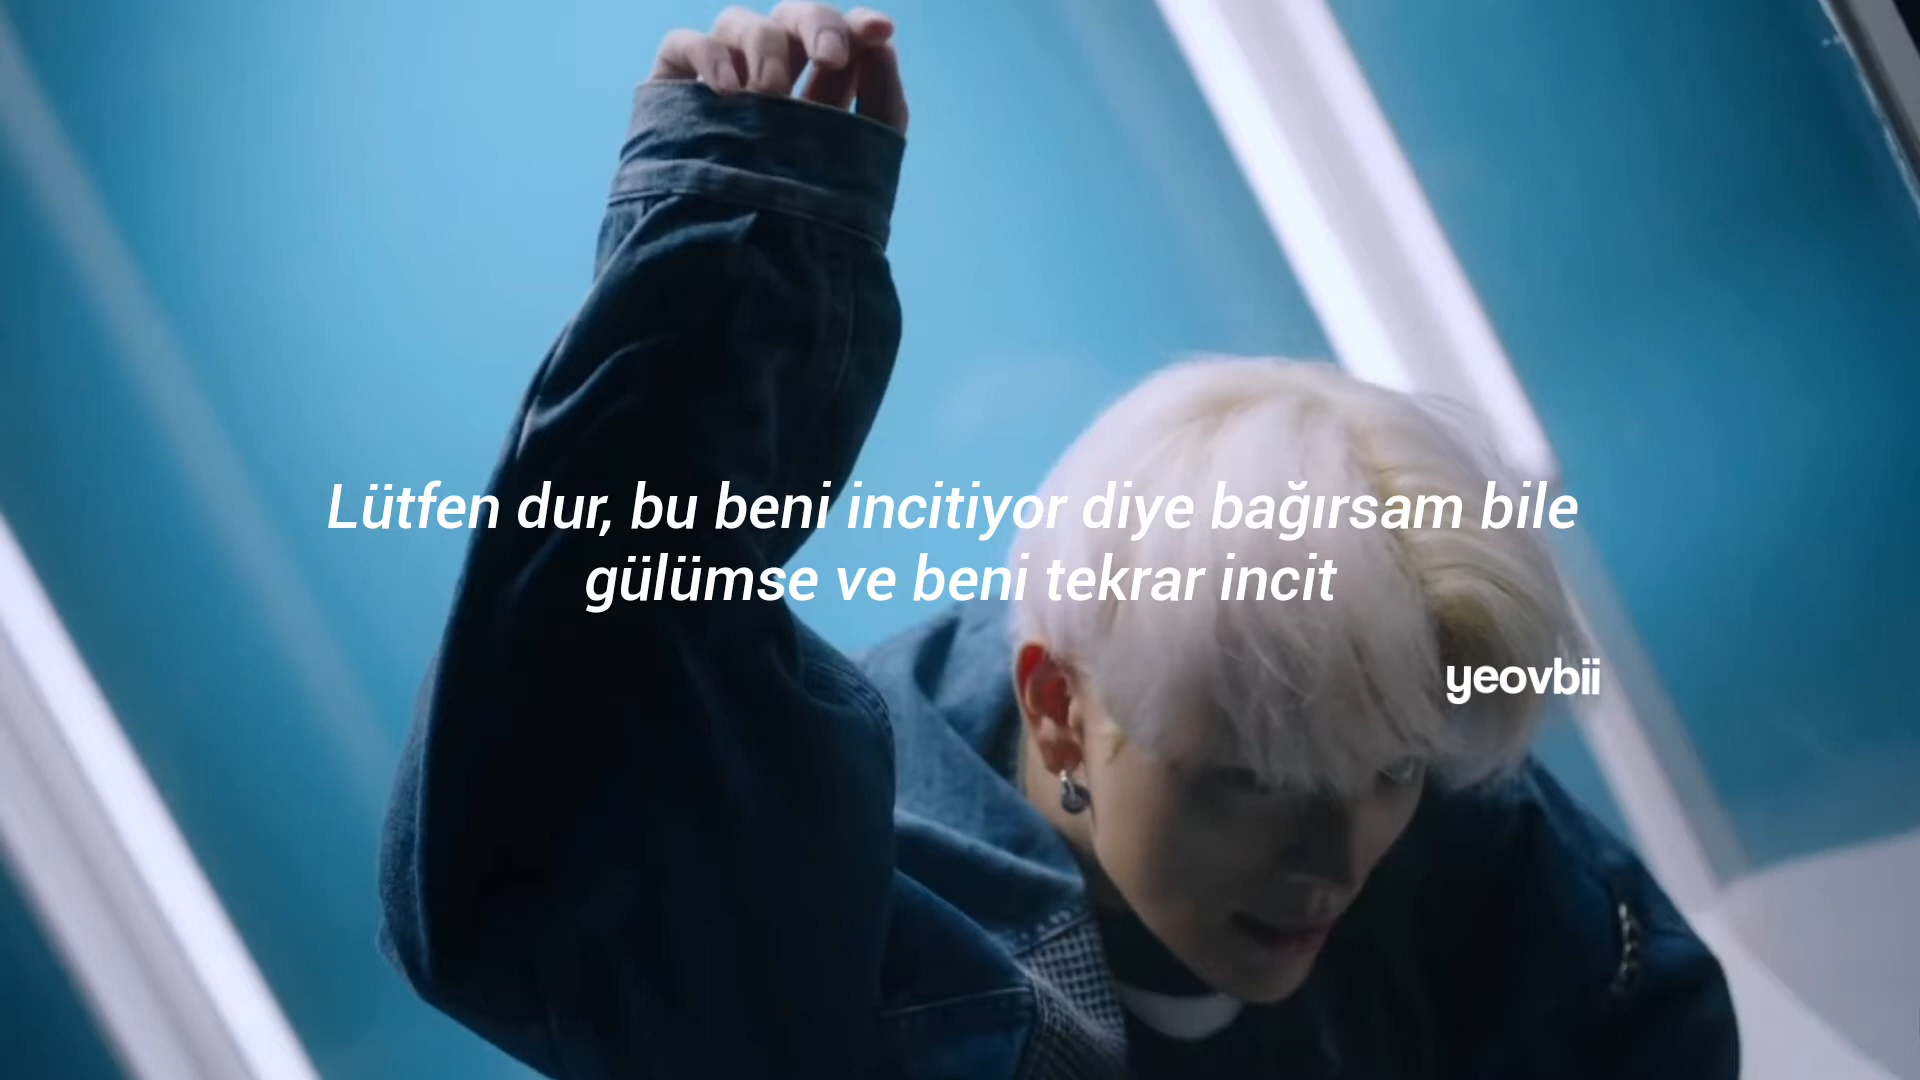 Lütfen dur, bu beni incitiyor diye bağırsam bile
gülümse ve beni tekrar incit
yeovbii